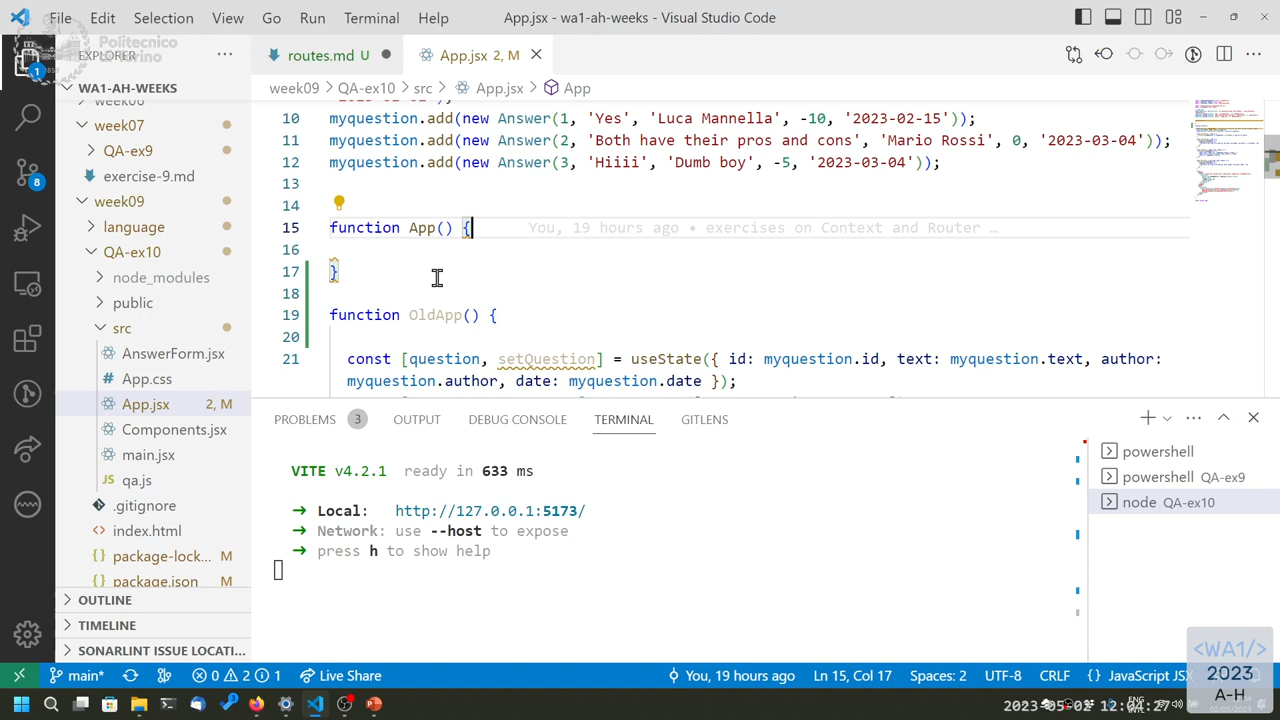 File Edit Selection View Go Run Terminal Help App.jsx - wa1-ah-weeks - Visual Studio Code
Politecnico
di Torino
EXPLORER ...
1
routes.md U
App.jsx 2, M
WA1-AH-WEEKS
week09 > QA-ex10 > src > App.jsx > App
week06
week07
QA-ex9
exercise-9.md
week09
language
QA-ex10
node_modules
public
src
AnswerForm.jsx
App.css
App.jsx 2, M
Components.jsx
main.jsx
qa.js
.gitignore
index.html
package-lock... M
package.json M
OUTLINE
TIMELINE
SONARLINT ISSUE LOCATI...
8
10 myquestion.add(new Answer(1, 'Yes', 'Luca Mannella', -10, '2023-02-15'));
11 myquestion.add(new Answer(2, 'Both have their pros and cons', 'Mario Rossi', 0, '2023-03-04'));
12 myquestion.add(new Answer(3, 'Hiiii', 'Dumb boy', -5, '2023-03-04'));
13
14
15 function App() { You, 19 hours ago • exercises on Context and Router …
16
17 }
18
19 function OldApp() {
20
21 const [question, setQuestion] = useState({ id: myquestion.id, text: myquestion.text, author:
myquestion.author, date: myquestion.date });
PROBLEMS 3 OUTPUT DEBUG CONSOLE TERMINAL GITLENS
VITE v4.2.1 ready in 633 ms
➜ Local: http://127.0.0.1:5173/
➜ Network: use --host to expose
➜ press h to show help
powershell
powershell QA-ex9
node QA-ex10
main* 0 2 1 Live Share You, 19 hours ago Ln 15, Col 17 Spaces: 2 UTF-8 CRLF { } JavaScript JSX
<WA1/>
2023
A-H
ENG